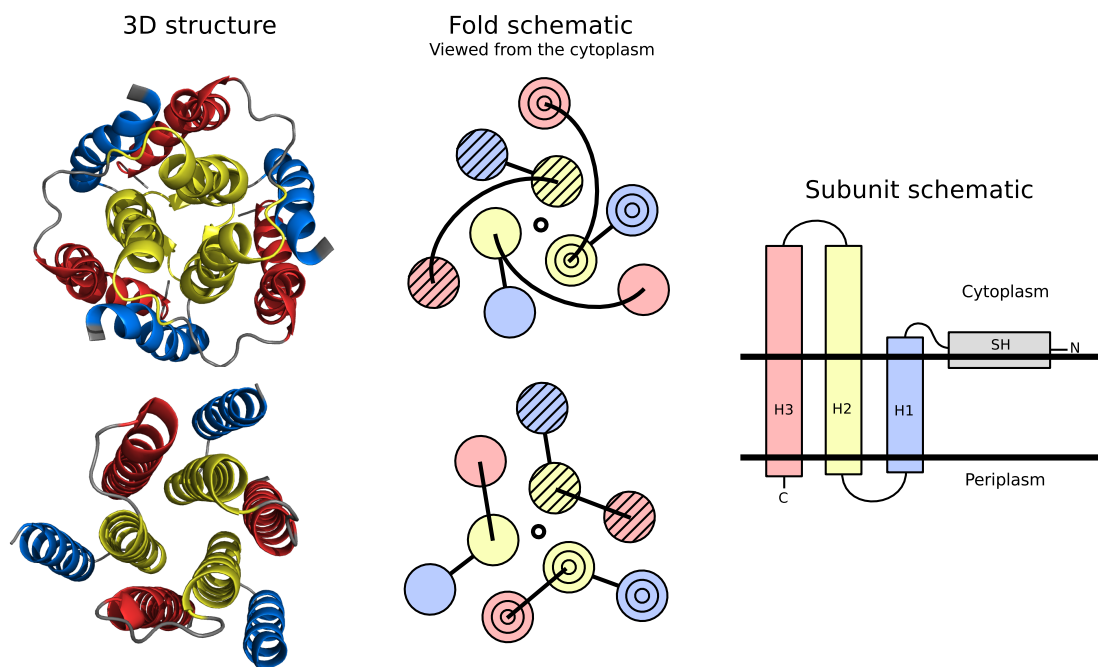 3D structure
Fold schematic
Viewed from the cytoplasm
Subunit schematic
Cytoplasm
SH
N
H3
H2
H1
Periplasm
C